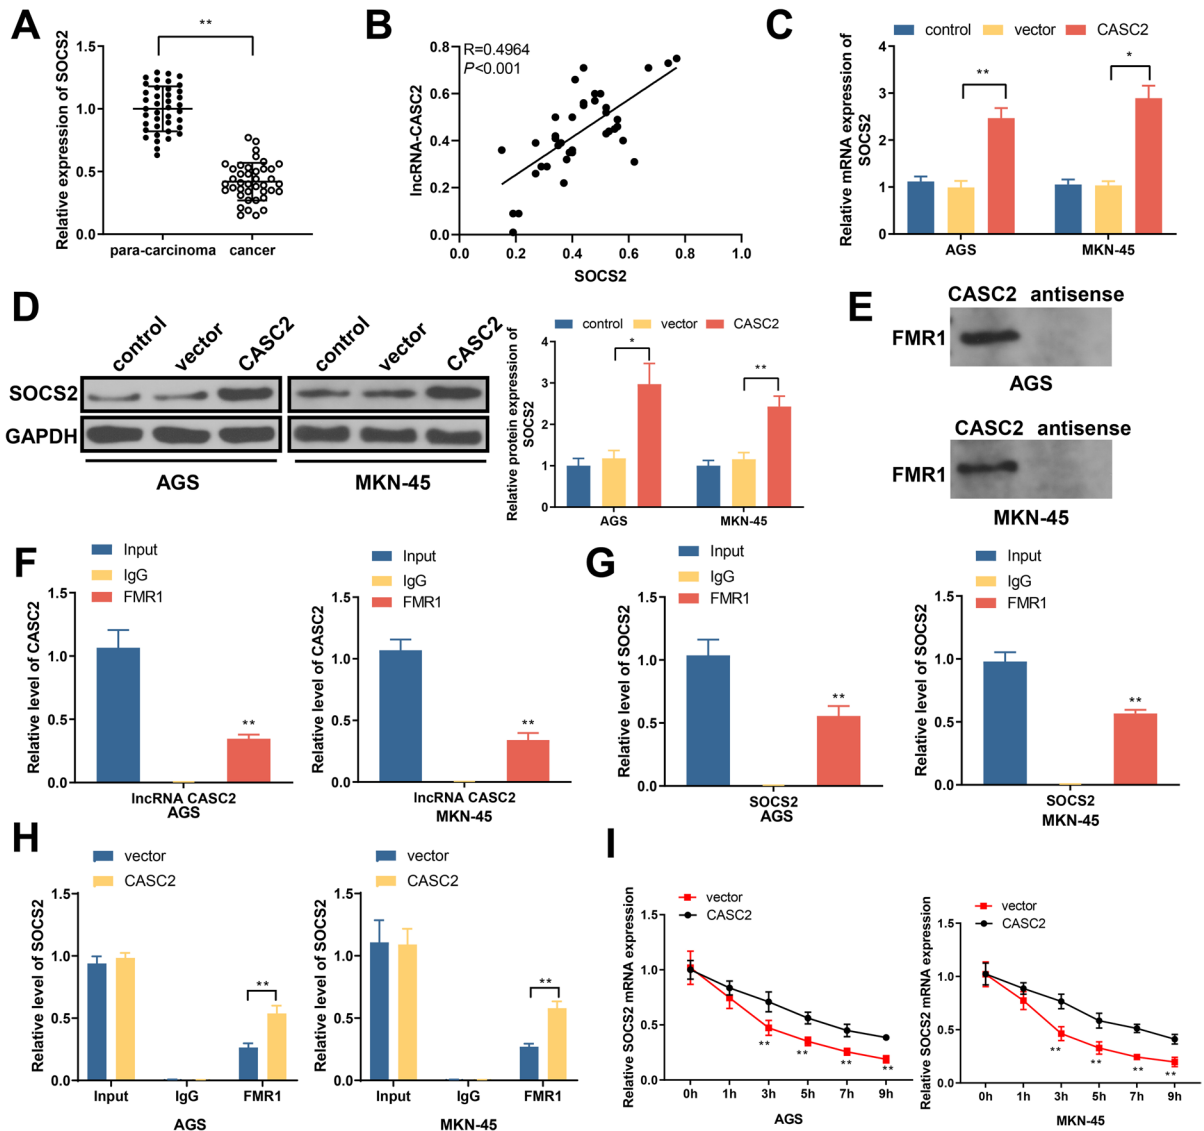 A
**
Relative expression of SOCS2
1.5
1.0
0.5
0.0
para-carcinoma
cancer
B
R=0.4964
P<0.001
lncRNA-CASC2
0.8
0.6
0.4
0.2
0.0
0.0
0.2
0.4
0.6
0.8
1.0
SOCS2
C
control
vector
CASC2
Relative mRNA expression of
SOCS2
4
3
2
1
0
**
*
AGS
MKN-45
D
control
vector
CASC2
control
vector
CASC2
SOCS2
GAPDH
AGS
MKN-45
control
vector
CASC2
Relative protein expression of
SOCS2
4
3
2
1
0
*
**
AGS
MKN-45
E
CASC2 antisense
FMR1
AGS
CASC2 antisense
FMR1
MKN-45
F
Input
IgG
FMR1
Relative level of CASC2
1.5
1.0
0.5
0.0
**
lncRNA CASC2
AGS
Input
IgG
FMR1
Relative level of CASC2
1.5
1.0
0.5
0.0
**
lncRNA CASC2
MKN-45
G
Input
IgG
FMR1
Relative level of SOCS2
1.5
1.0
0.5
0.0
**
SOCS2
AGS
Input
IgG
FMR1
Relative level of SOCS2
1.5
1.0
0.5
0.0
**
SOCS2
MKN-45
H
vector
CASC2
Relative level of SOCS2
1.5
1.0
0.5
0.0
**
Input
IgG
FMR1
AGS
vector
CASC2
Relative level of SOCS2
1.5
1.0
0.5
0.0
**
Input
IgG
FMR1
MKN-45
I
vector
CASC2
Relative SOCS2 mRNA expression
1.5
1.0
0.5
0.0
**
**
**
**
0h
1h
3h
5h
7h
9h
AGS
vector
CASC2
Relative SOCS2 mRNA expression
1.5
1.0
0.5
0.0
**
**
**
**
0h
1h
3h
5h
7h
9h
MKN-45